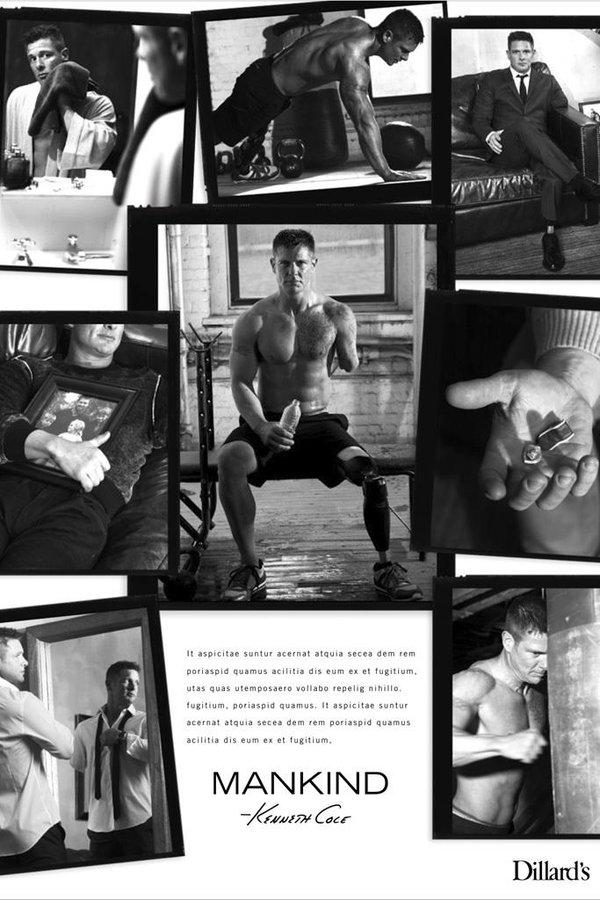 It aspicitae suntur acernat atquia secea dem rem
poriaspid quamus acilitia dis eum ex et fugitium,
utas quas utemposaero vollabo repelig nihillo.
fugitium, poriaspid quamus. It aspicitae suntur
acernat atquia secea dem rem poriaspid quamus
acilitia dis eum ex et fugitium,
MANKIND
–Kenneth Cole
Dillard's